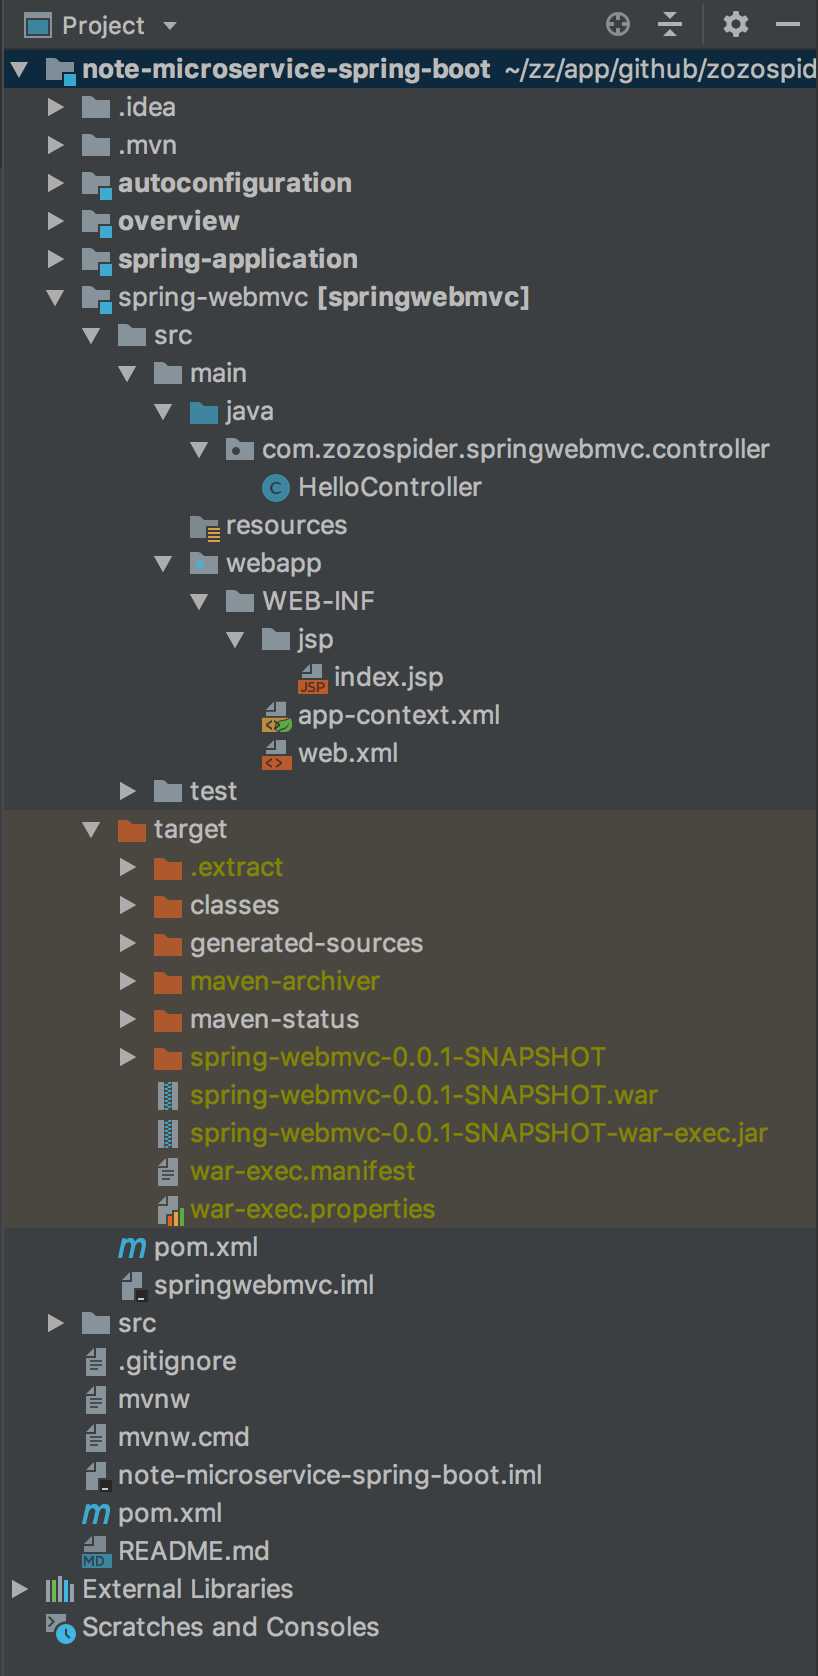 Project
note-microservice-spring-boot ~/zz/app/github/zozospid
.idea
.mvn
autoconfiguration
overview
spring-application
spring-webmvc [springwebmvc]
src
main
java
com.zozospider.springwebmvc.controller
C HelloController
resources
webapp
WEB-INF
jsp
JSP index.jsp
app-context.xml
web.xml
test
target
.extract
classes
generated-sources
maven-archiver
maven-status
spring-webmvc-0.0.1-SNAPSHOT
spring-webmvc-0.0.1-SNAPSHOT.war
spring-webmvc-0.0.1-SNAPSHOT-war-exec.jar
war-exec.manifest
war-exec.properties
m pom.xml
springwebmvc.iml
src
.gitignore
mvnw
mvnw.cmd
note-microservice-spring-boot.iml
m pom.xml
MD README.md
External Libraries
Scratches and Consoles